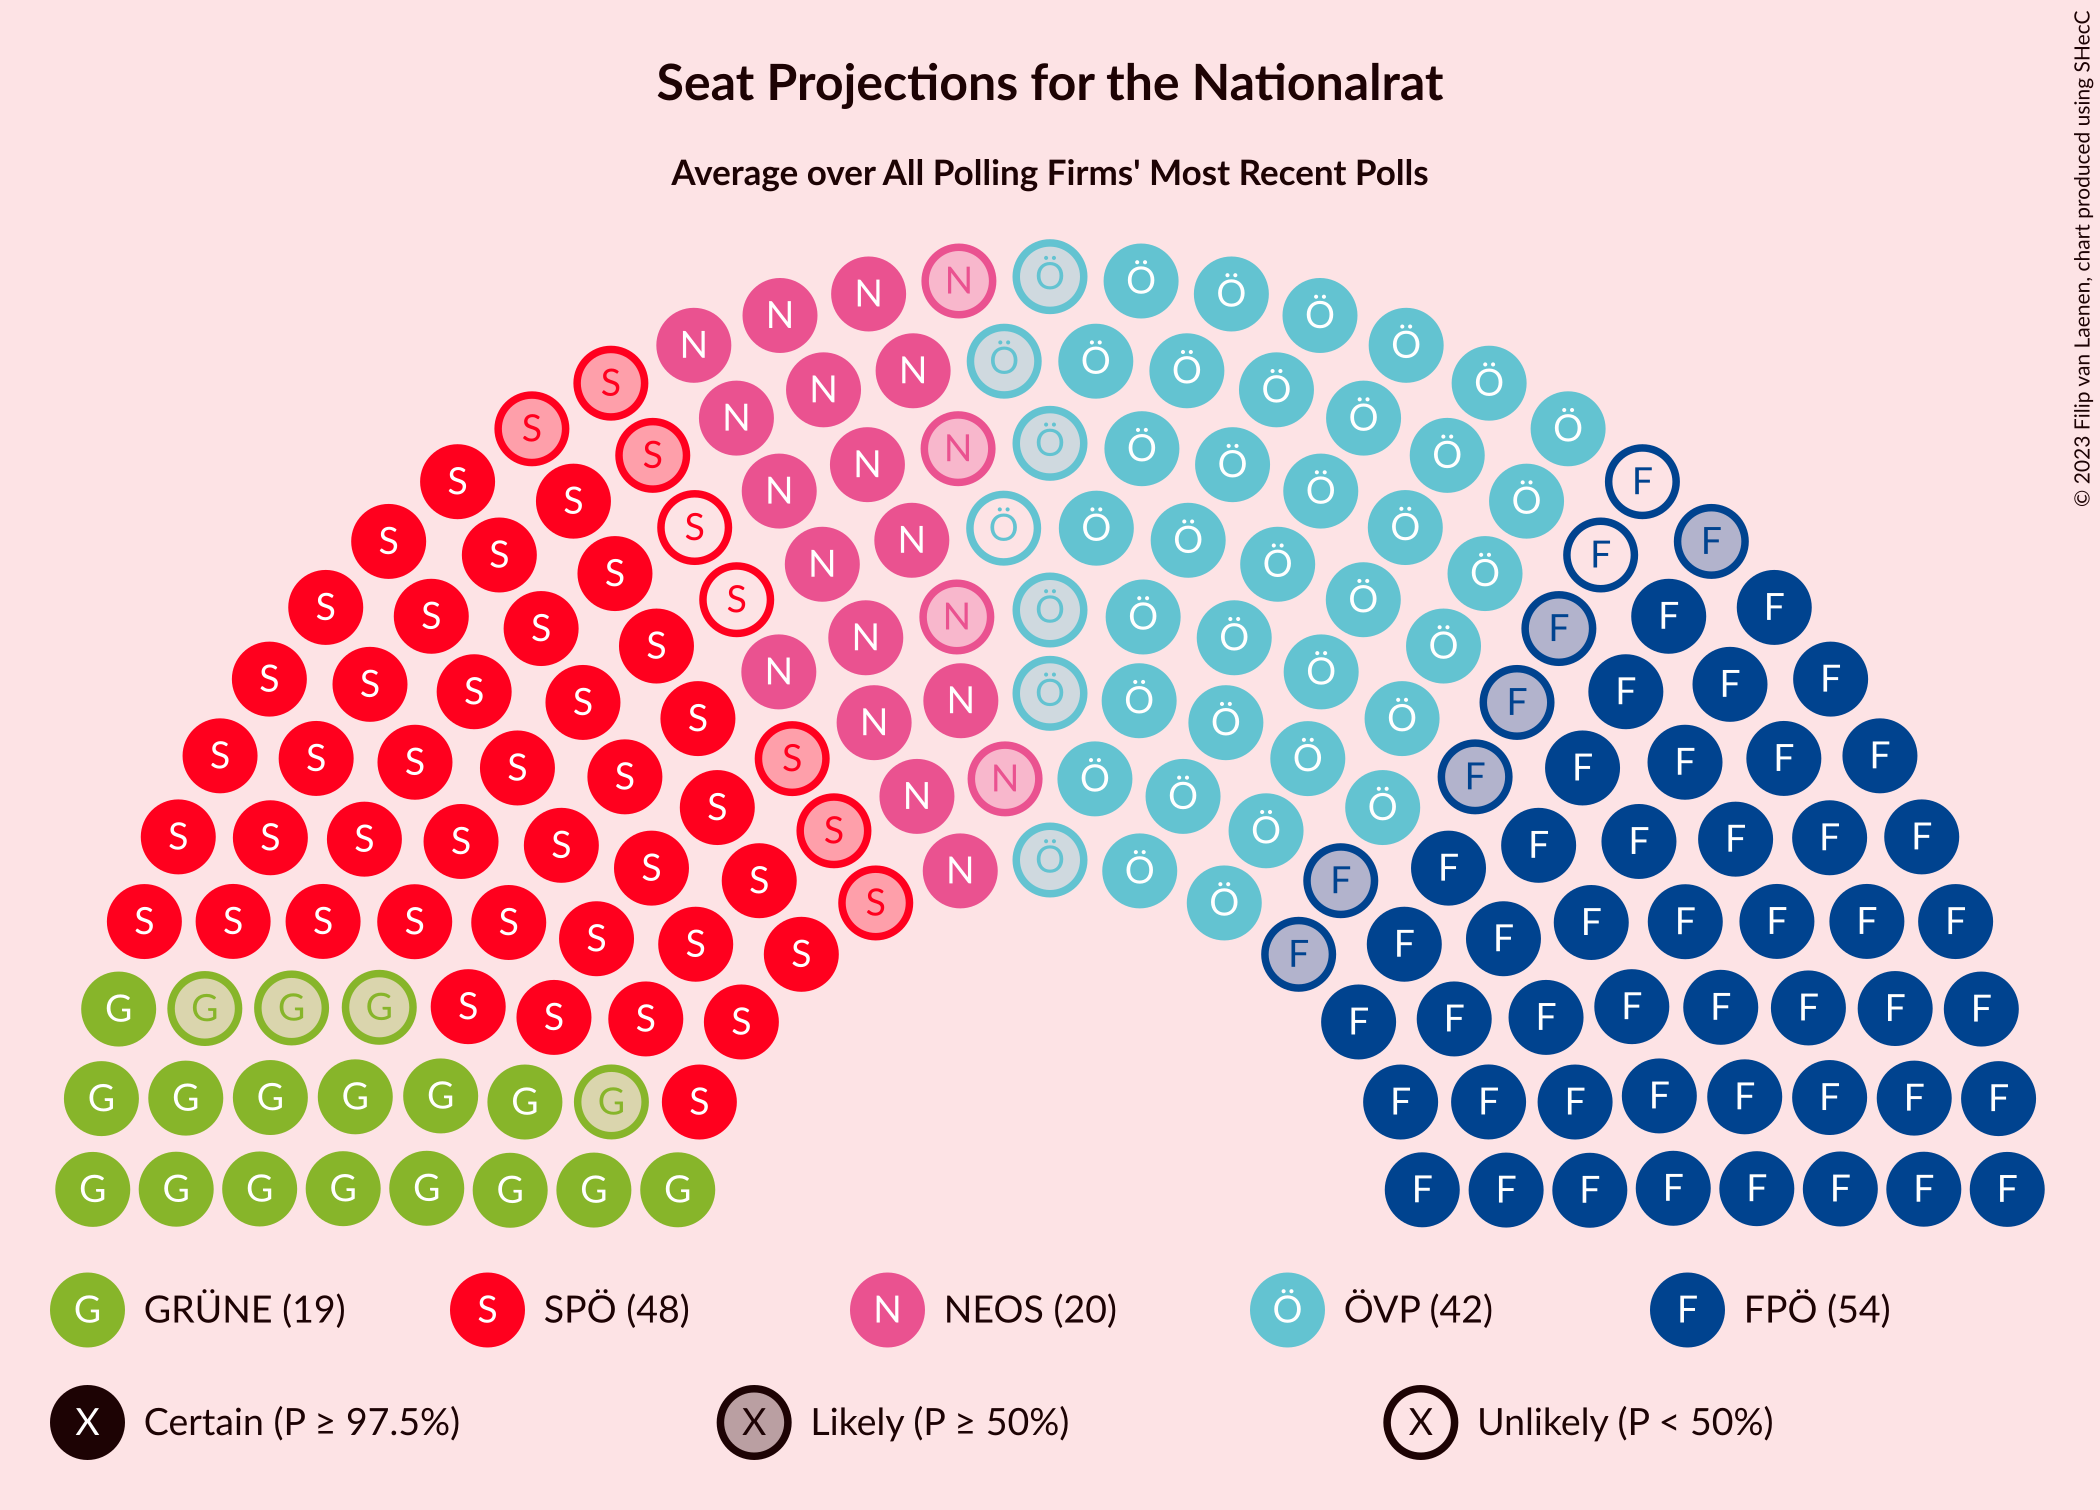 Seat Projections for the Nationalrat
Average over All Polling Firms' Most Recent Polls
© 2023 Filip van Laenen, chart produced using SHecC
N Ö Ö Ö
N Ö
N Ö
N Ö
S N N Ö Ö Ö
N Ö
S N Ö
S S N N Ö Ö Ö
S N Ö F
S N N Ö Ö
S S N Ö Ö Ö F F
S S N Ö Ö F F
S S S N Ö Ö F
S S S N N Ö Ö Ö F F F
S S S N Ö Ö F F F
S S S S N Ö Ö F F F F
S S S S S N Ö Ö F F F F F
S S S S S N Ö Ö F F F F F
S S S S S S N Ö Ö Ö F F F F F F
S S S S S S S S Ö F F F F F F F
S S S S F F F F
G G G G S S S S F F F F F F F F
G G G G G G G S F F F F F F F F
G G G G G G G G F F F F F F F F
G GRÜNE (19) S SPÖ (48) N NEOS (20) Ö ÖVP (42) F FPÖ (54)
X Certain (P ≥ 97.5%) X Likely (P ≥ 50%) X Unlikely (P < 50%)